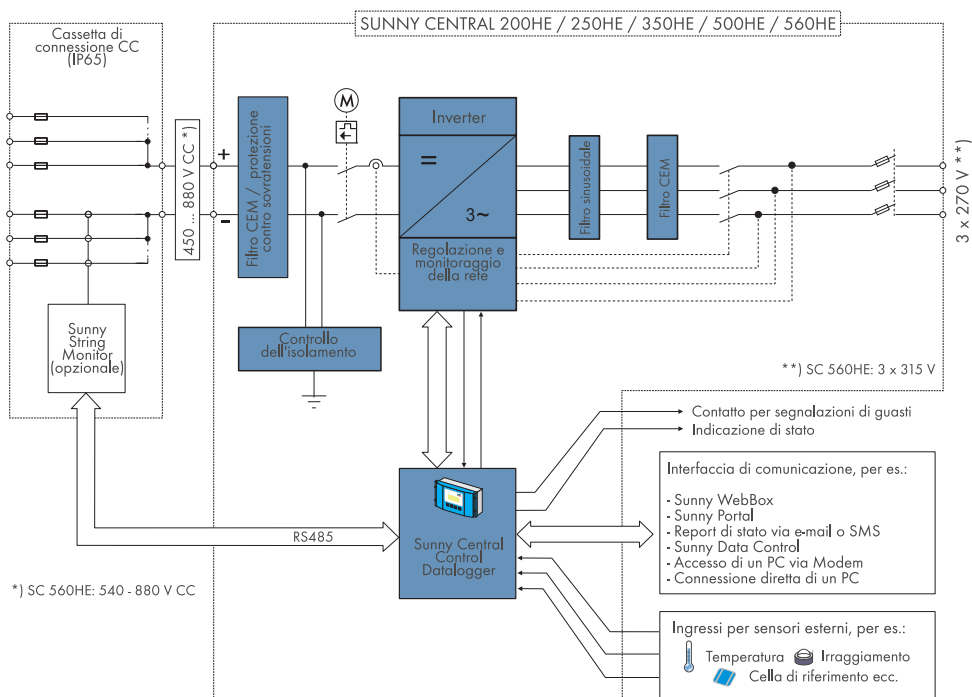 SUNNY CENTRAL 200HE / 250HE / 350HE / 500HE / 560HE
Cassetta di
connessione CC
(IP65)
450 ... 880 V CC *)
+
-
Filtro CEM / protezione
contro sovratensioni
M
Inverter
=
3~
Regolazione e
monitoraggio
della rete
Filtro sinusoidale
Filtro CEM
3 x 270 V **)
Sunny
String
Monitor
(opzionale)
Controllo
dell'isolamento
**) SC 560HE: 3 x 315 V
Contatto per segnalazioni di guasti
Indicazione di stato
Interfaccia di comunicazione, per es.:
- Sunny WebBox
- Sunny Portal
- Report di stato via e-mail o SMS
- Sunny Data Control
- Accesso di un PC via Modem
- Connessione diretta di un PC
RS485
Sunny Central
Control
Datalogger
*) SC 560HE: 540 - 880 V CC
Ingressi per sensori esterni, per es.:
Temperatura
Irraggiamento
Cella di riferimento ecc.